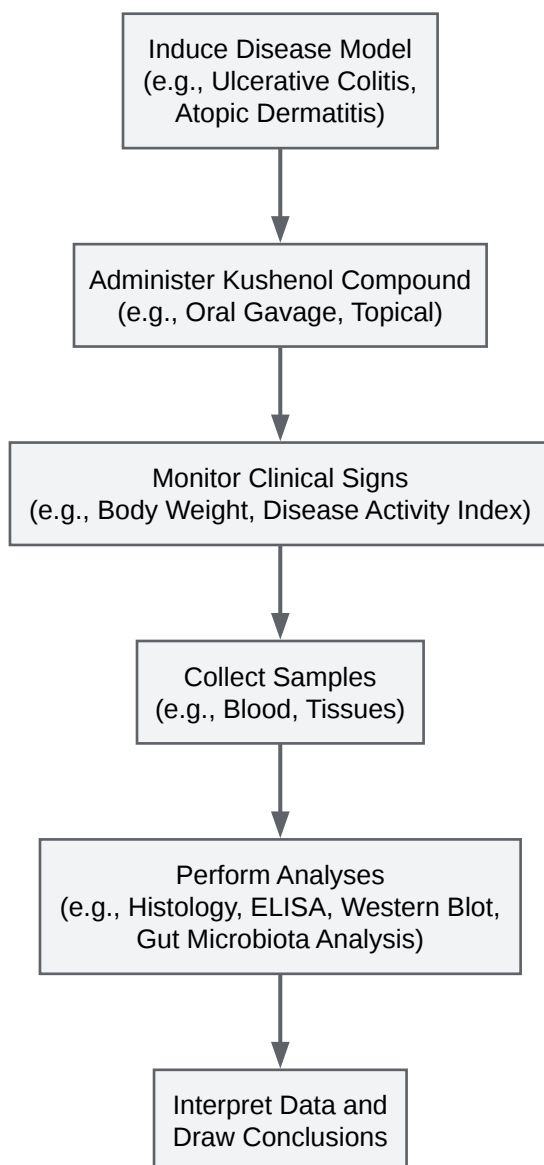 Induce Disease Model
(e.g., Ulcerative Colitis,
Atopic Dermatitis)
Administer Kushenol Compound
(e.g., Oral Gavage, Topical)
Monitor Clinical Signs
(e.g., Body Weight, Disease Activity Index)
Collect Samples
(e.g., Blood, Tissues)
Perform Analyses
(e.g., Histology, ELISA, Western Blot,
Gut Microbiota Analysis)
Interpret Data and
Draw Conclusions